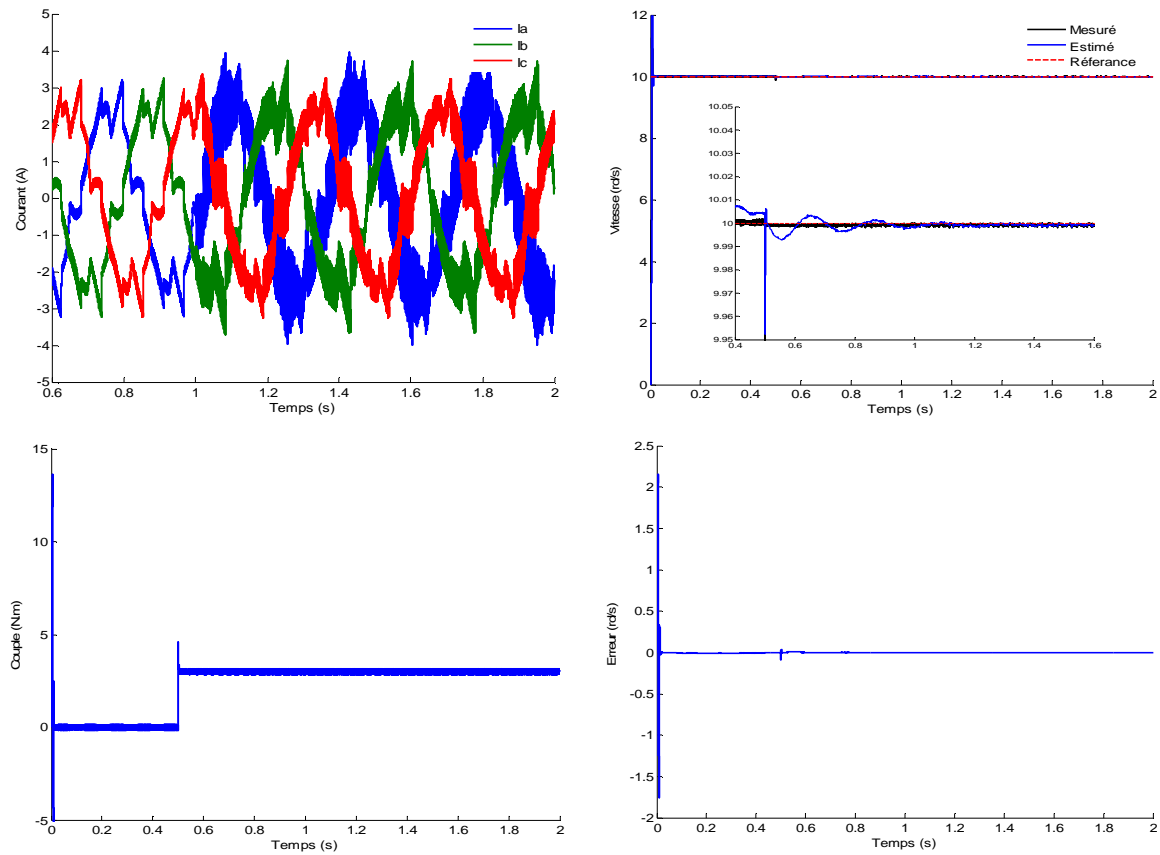 5
4
3
2
1
0
-1
-2
-3
-4
-5
0.6 0.8 1 1.2 1.4 1.6 1.8 2
Temps (s)
Courant (A)
Ia
Ib
Ic
12
10
8
6
4
2
0
0 0.2 0.4 0.6 0.8 1 1.2 1.4 1.6 1.8 2
Temps (s)
Vitesse (rd/s)
Mesuré
Estimé
Réferance
10.05
10.04
10.03
10.02
10.01
10
9.99
9.98
9.97
9.96
9.95
0.4 0.6 0.8 1 1.2 1.4 1.6
15
10
5
0
-5
0 0.2 0.4 0.6 0.8 1 1.2 1.4 1.6 1.8 2
Temps (s)
Couple (N.m)
2.5
2
1.5
1
0.5
0
-0.5
-1
-1.5
-2
0 0.2 0.4 0.6 0.8 1 1.2 1.4 1.6 1.8 2
Temps (s)
Erreur (rd/s)